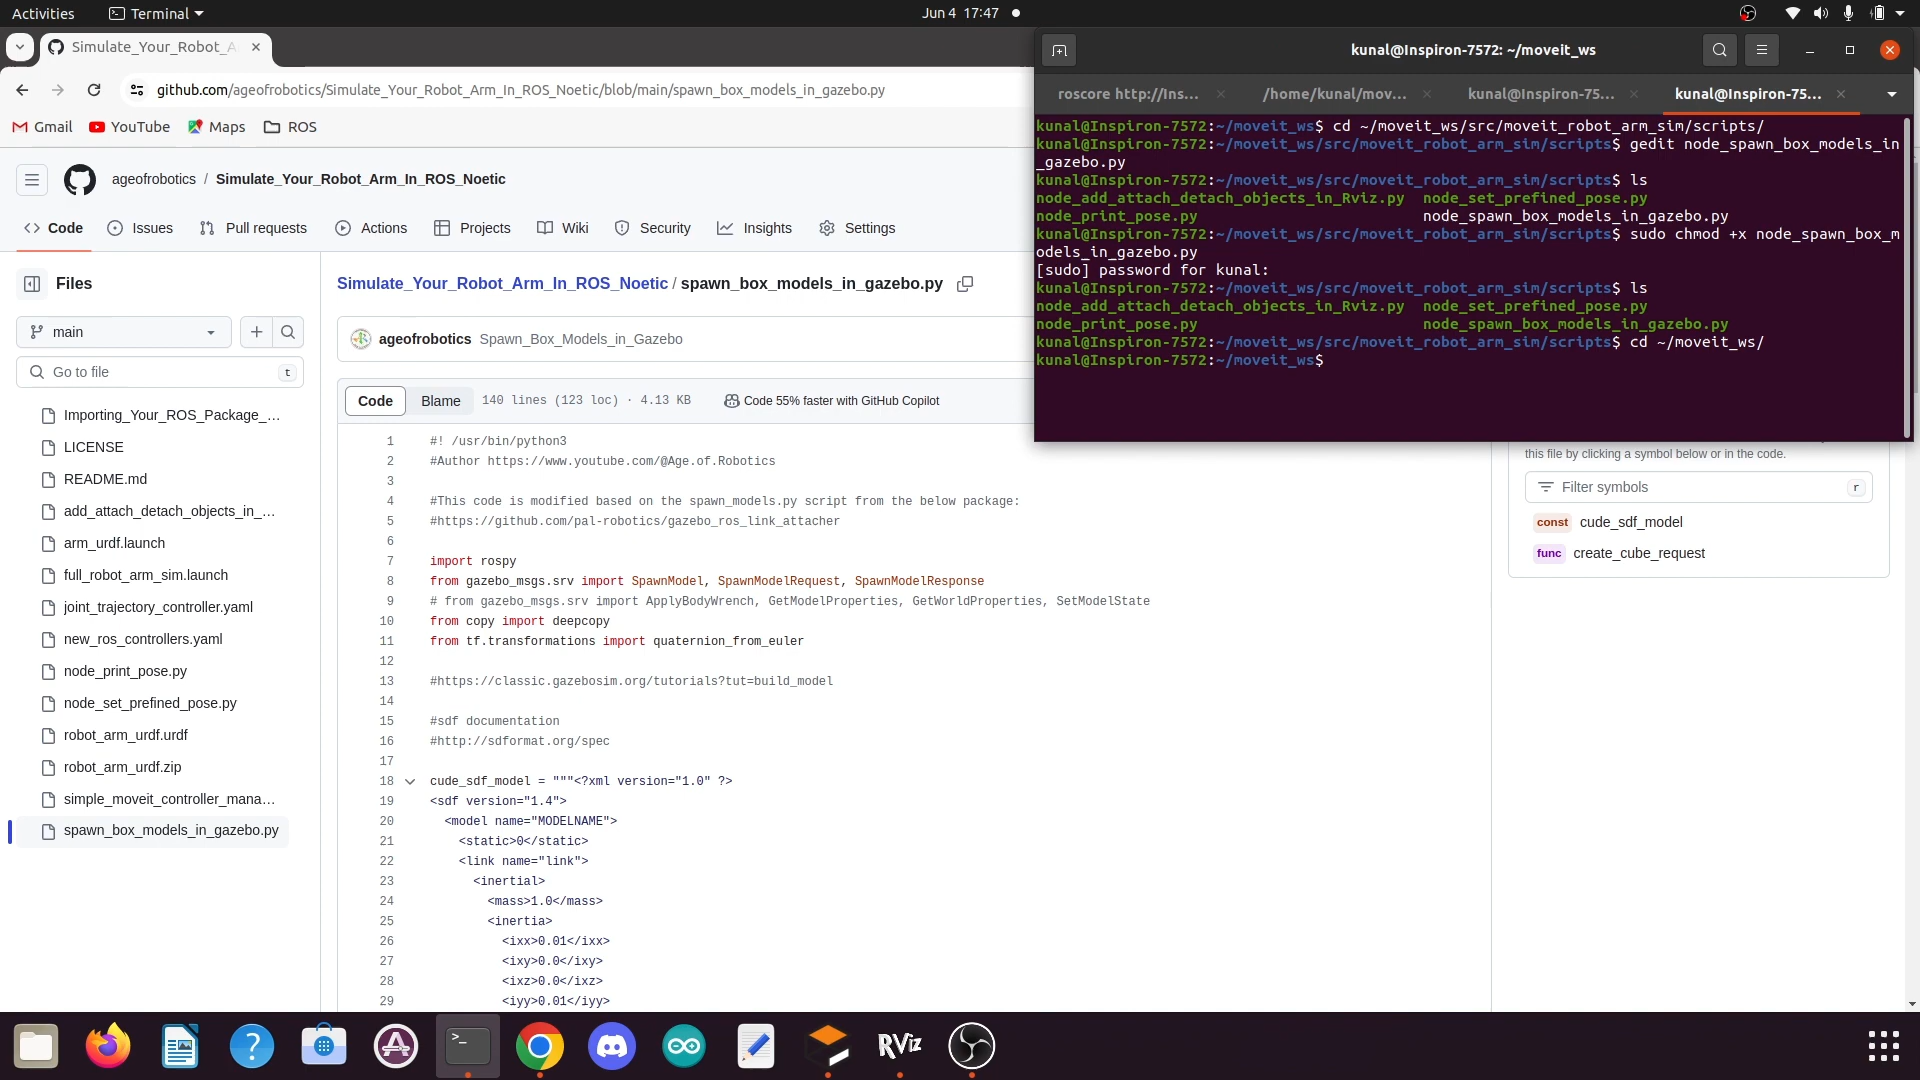 Activities
Terminal
Jun 4 17:47
Simulate_Your_Robot_A
github.com/ageofrobotics/Simulate_Your_Robot_Arm_In_ROS_Noetic/blob/main/spawn_box_models_in_gazebo.py
Gmail
YouTube
Maps
ROS
ageofrobotics / Simulate_Your_Robot_Arm_In_ROS_Noetic
Code
Issues
Pull requests
Actions
Projects
Wiki
Security
Insights
Settings
Files
main
Go to file
t
Importing_Your_ROS_Package_...
LICENSE
README.md
add_attach_detach_objects_in_...
arm_urdf.launch
full_robot_arm_sim.launch
joint_trajectory_controller.yaml
new_ros_controllers.yaml
node_print_pose.py
node_set_prefined_pose.py
robot_arm_urdf.urdf
robot_arm_urdf.zip
simple_moveit_controller_mana...
spawn_box_models_in_gazebo.py
Simulate_Your_Robot_Arm_In_ROS_Noetic / spawn_box_models_in_gazebo.py
ageofrobotics Spawn_Box_Models_in_Gazebo
Code
Blame
140 lines (123 loc) · 4.13 KB
Code 55% faster with GitHub Copilot
1 #! /usr/bin/python3
2 #Author https://www.youtube.com/@Age.of.Robotics
3
4 #This code is modified based on the spawn_models.py script from the below package:
5 #https://github.com/pal-robotics/gazebo_ros_link_attacher
6
7 import rospy
8 from gazebo_msgs.srv import SpawnModel, SpawnModelRequest, SpawnModelResponse
9 # from gazebo_msgs.srv import ApplyBodyWrench, GetModelProperties, GetWorldProperties, SetModelState
10 from copy import deepcopy
11 from tf.transformations import quaternion_from_euler
12
13 #https://classic.gazebosim.org/tutorials?tut=build_model
14
15 #sdf documentation
16 #http://sdformat.org/spec
17
18 cude_sdf_model = """<?xml version="1.0" ?>
19 <sdf version="1.4">
20 <model name="MODELNAME">
21 <static>0</static>
22 <link name="link">
23 <inertial>
24 <mass>1.0</mass>
25 <inertia>
26 <ixx>0.01</ixx>
27 <ixy>0.0</ixy>
28 <ixz>0.0</ixz>
29 <iyy>0.01</iyy>
kunal@Inspiron-7572: ~/moveit_ws
roscore http://Ins...
/home/kunal/mov...
kunal@Inspiron-75...
kunal@Inspiron-75...
kunal@Inspiron-7572:~/moveit_ws$ cd ~/moveit_ws/src/moveit_robot_arm_sim/scripts/
kunal@Inspiron-7572:~/moveit_ws/src/moveit_robot_arm_sim/scripts$ gedit node_spawn_box_models_in
_gazebo.py
kunal@Inspiron-7572:~/moveit_ws/src/moveit_robot_arm_sim/scripts$ ls
node_add_attach_detach_objects_in_Rviz.py node_set_prefined_pose.py
node_print_pose.py node_spawn_box_models_in_gazebo.py
kunal@Inspiron-7572:~/moveit_ws/src/moveit_robot_arm_sim/scripts$ sudo chmod +x node_spawn_box_m
odels_in_gazebo.py
[sudo] password for kunal:
kunal@Inspiron-7572:~/moveit_ws/src/moveit_robot_arm_sim/scripts$ ls
node_add_attach_detach_objects_in_Rviz.py node_set_prefined_pose.py
node_print_pose.py node_spawn_box_models_in_gazebo.py
kunal@Inspiron-7572:~/moveit_ws/src/moveit_robot_arm_sim/scripts$ cd ~/moveit_ws/
kunal@Inspiron-7572:~/moveit_ws$
this file by clicking a symbol below or in the code.
Filter symbols
r
const cude_sdf_model
func create_cube_request
RViz